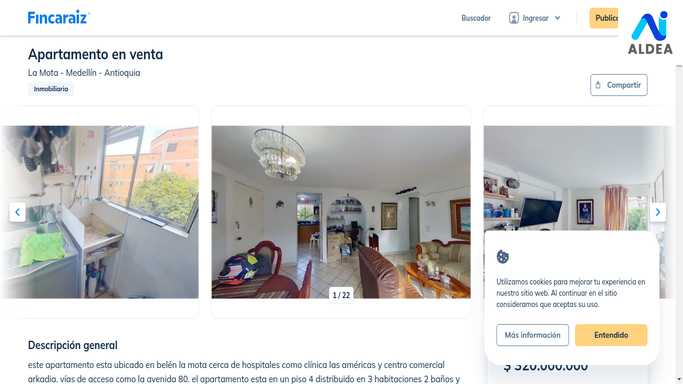 Fincaraiz
Buscador
Ingresar
Public
ALDEA
Apartamento en venta
La Mota - Medellín - Antioquia
Inmobiliario
Compartir
1 / 22
Utilizamos cookies para mejorar tu experiencia en
nuestro sitio web. Al continuar en el sitio
consideramos que aceptas su uso.
Más información
Entendido
$ 320.000.000
Descripción general
este apartamento esta ubicado en belén la mota cerca de hospitales como clínica las américas y centro comercial
arkadia. vías de acceso como la avenida 80. el apartamento esta en un piso 4 distribuido en 3 habitaciones 2 baños y